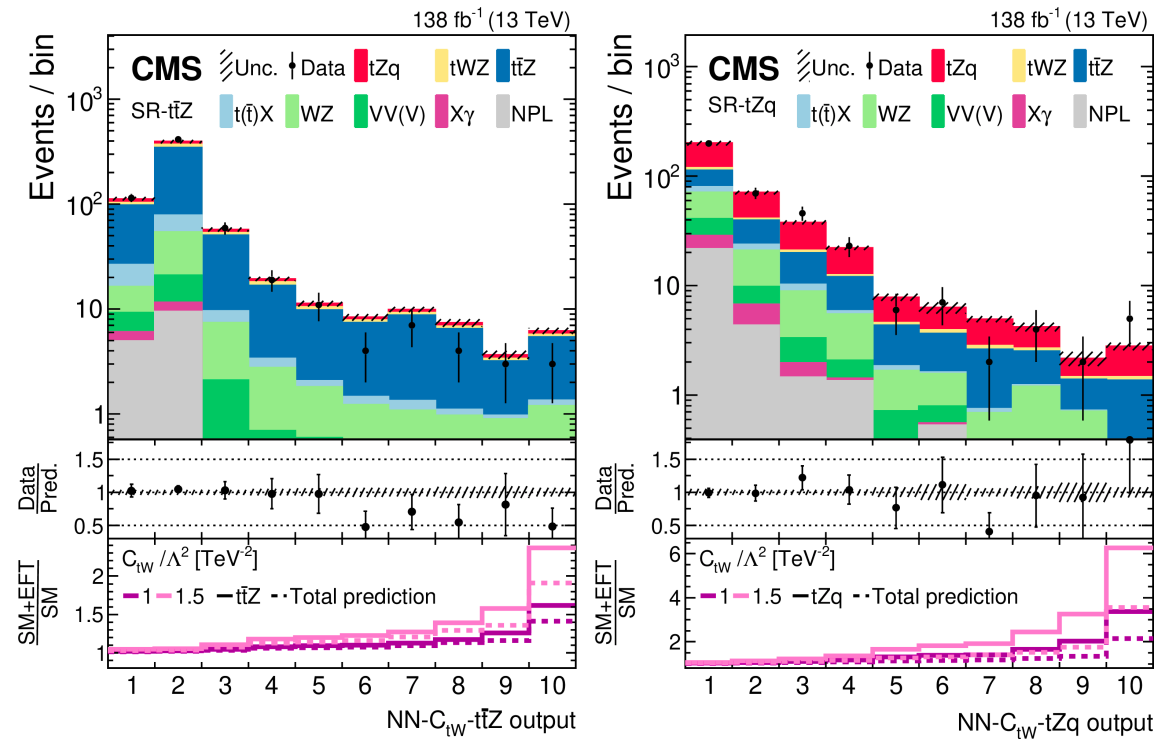 138 fb⁻¹ (13 TeV)
CMS
Unc.
Data
tZq
tWZ
tt̄Z
SR-tt̄Z
t(t̄)X
WZ
VV(V)
Xγ
NPL
Events / bin
10³
10²
10
1
Data
Pred.
1.5
1
0.5
C_tW /Λ² [TeV⁻²]
1
1.5
tt̄Z
Total prediction
SM+EFT
SM
2
1.5
1
1 2 3 4 5 6 7 8 9 10
NN-C_tW-tt̄Z output
138 fb⁻¹ (13 TeV)
CMS
Unc.
Data
tZq
tWZ
tt̄Z
SR-tZq
t(t̄)X
WZ
VV(V)
Xγ
NPL
Events / bin
10³
10²
10
1
Data
Pred.
1.5
1
0.5
C_tW /Λ² [TeV⁻²]
1
1.5
tZq
Total prediction
SM+EFT
SM
6
4
2
1 2 3 4 5 6 7 8 9 10
NN-C_tW-tZq output